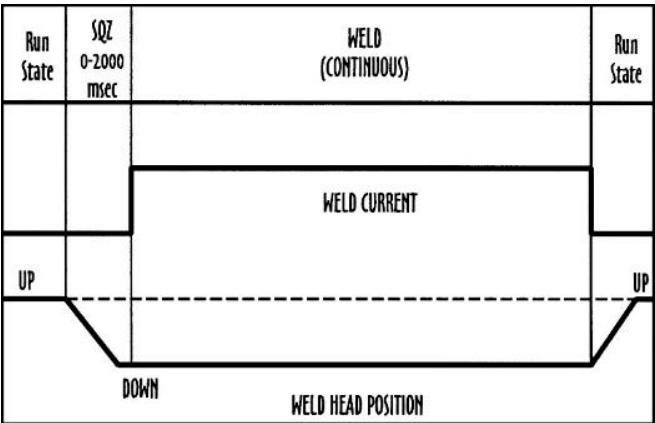 Run
State
SQZ
0-2000
msec
WELD
(CONTINUOUS)
Run
State
WELD CURRENT
UP
UP
DOWN
WELD HEAD POSITION